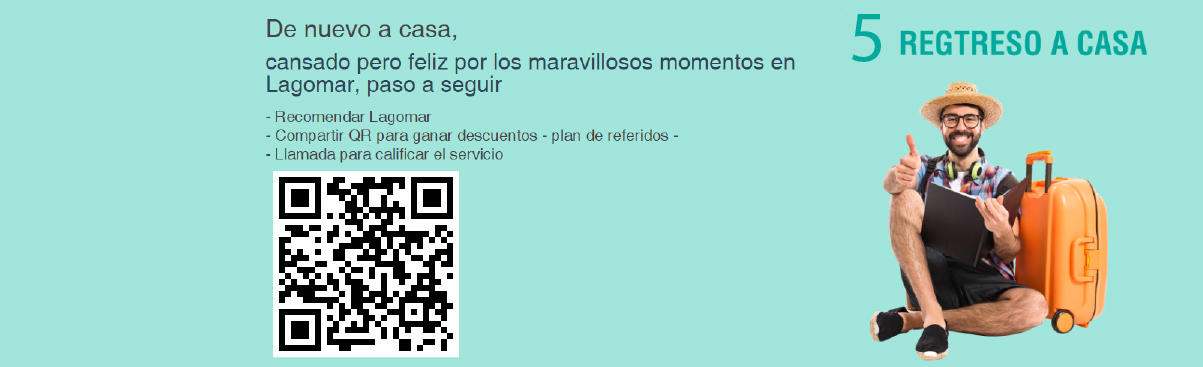 De nuevo a casa,
cansado pero feliz por los maravillosos momentos en
Lagomar, paso a seguir
- Recomendar Lagomar
- Compartir QR para ganar descuentos - plan de referidos -
- Llamada para calificar el servicio
5 REGTRESO A CASA